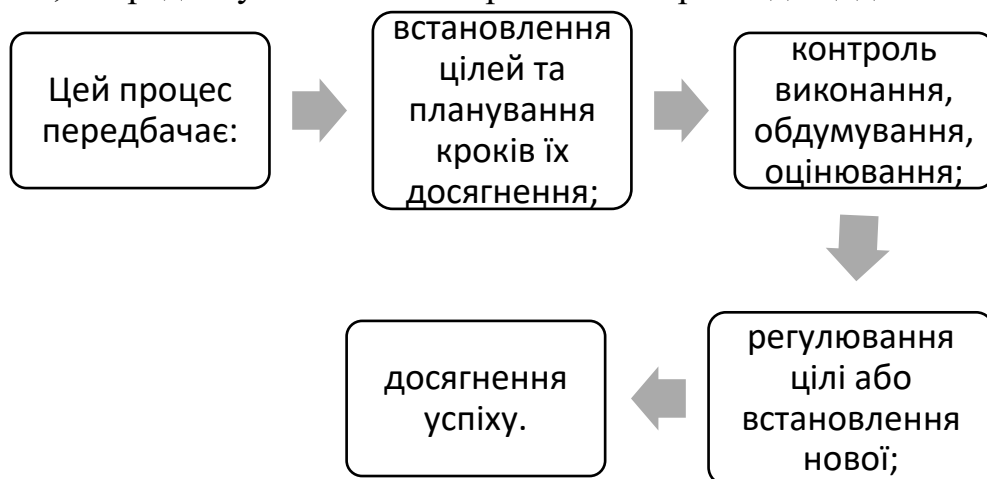 Цей процес
передбачає:
встановлення
цілей та
планування
кроків їх
досягнення;
контроль
виконання,
обдумування,
оцінювання;
регулювання
цілі або
встановлення
нової;
досягнення
успіху.